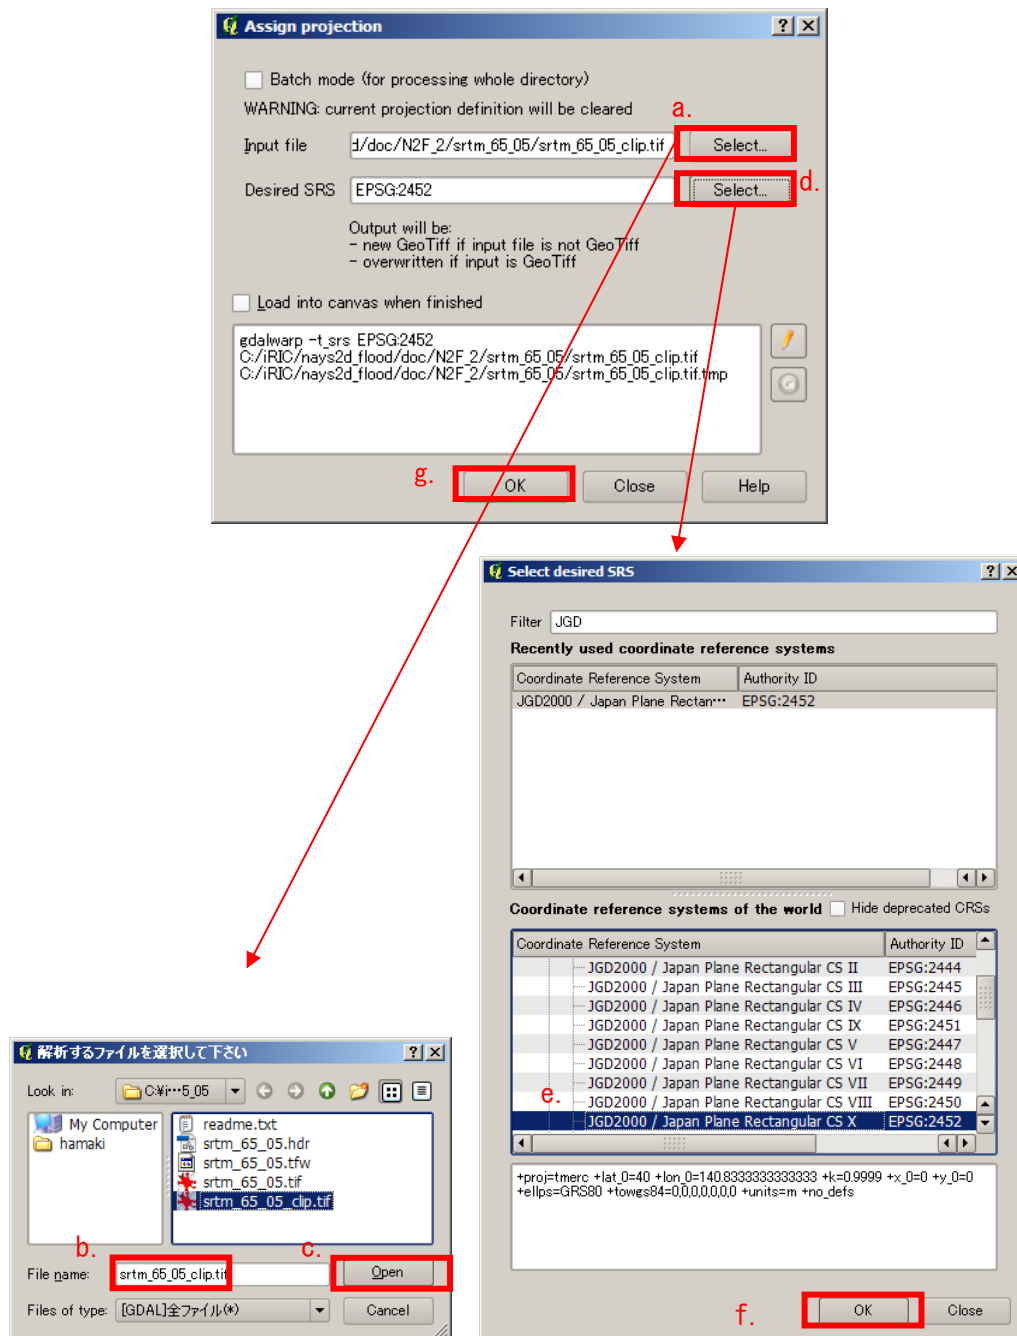 Assign projection
Batch mode (for processing whole directory)
WARNING: current projection definition will be cleared
a.
Input file d/doc/N2F_2/srtm_65_05/srtm_65_05_clip.tif Select...
Desired SRS EPSG:2452 Select... d.
Output will be:
- new GeoTiff if input file is not GeoTiff
- overwritten if input is GeoTiff
Load into canvas when finished
gdalwarp -t_srs EPSG:2452
C:/iRIC/nays2d_flood/doc/N2F_2/srtm_65_05/srtm_65_05_clip.tif
C:/iRIC/nays2d_flood/doc/N2F_2/srtm_65_05/srtm_65_05_clip.tif.tmp
g. OK Close Help
Select desired SRS
Filter JGD
Recently used coordinate reference systems
Coordinate Reference System Authority ID
JGD2000 / Japan Plane Rectan… EPSG:2452
Coordinate reference systems of the world Hide deprecated CRSs
Coordinate Reference System Authority ID
JGD2000 / Japan Plane Rectangular CS II EPSG:2444
JGD2000 / Japan Plane Rectangular CS III EPSG:2445
JGD2000 / Japan Plane Rectangular CS IV EPSG:2446
JGD2000 / Japan Plane Rectangular CS IX EPSG:2451
JGD2000 / Japan Plane Rectangular CS V EPSG:2447
JGD2000 / Japan Plane Rectangular CS VI EPSG:2448
JGD2000 / Japan Plane Rectangular CS VII EPSG:2449
e.
JGD2000 / Japan Plane Rectangular CS VIII EPSG:2450
JGD2000 / Japan Plane Rectangular CS X EPSG:2452
+proj=tmerc +lat_0=40 +lon_0=140.8333333333333 +k=0.9999 +x_0=0 +y_0=0
+ellps=GRS80 +towgs84=0,0,0,0,0,0,0 +units=m +no_defs
f. OK Close
解析するファイルを選択して下さい
Look in: C:¥i…5_05
My Computer
hamaki
readme.txt
srtm_65_05.hdr
srtm_65_05.tfw
srtm_65_05.tif
srtm_65_05_clip.tif
b. c.
File name: srtm_65_05_clip.tif Open
Files of type: [GDAL]全ファイル(*) Cancel